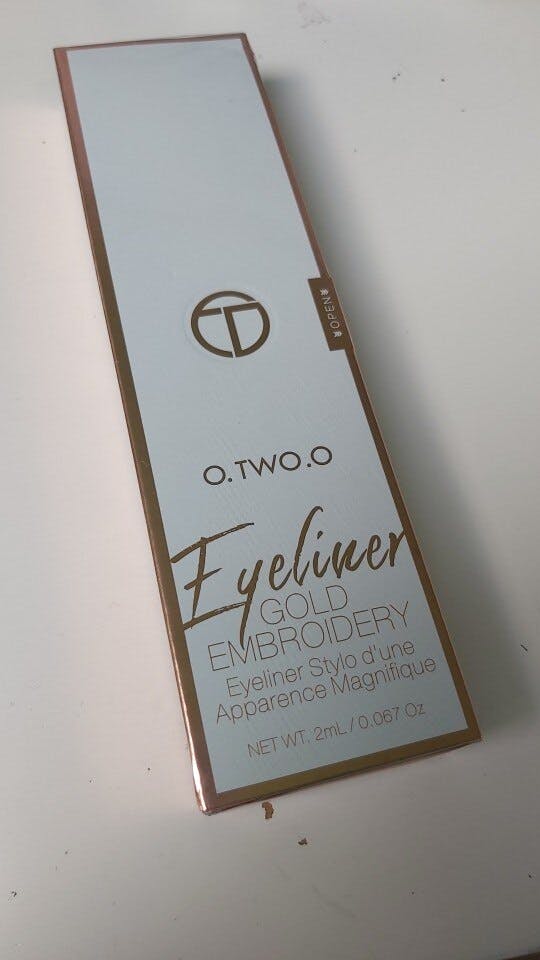 OPEN
O.TWO.O
Eyeliner
GOLD
EMBROIDERY
Eyeliner Stylo d'une
Apparence Magnifique
NET WT. 2mL / 0.067 Oz